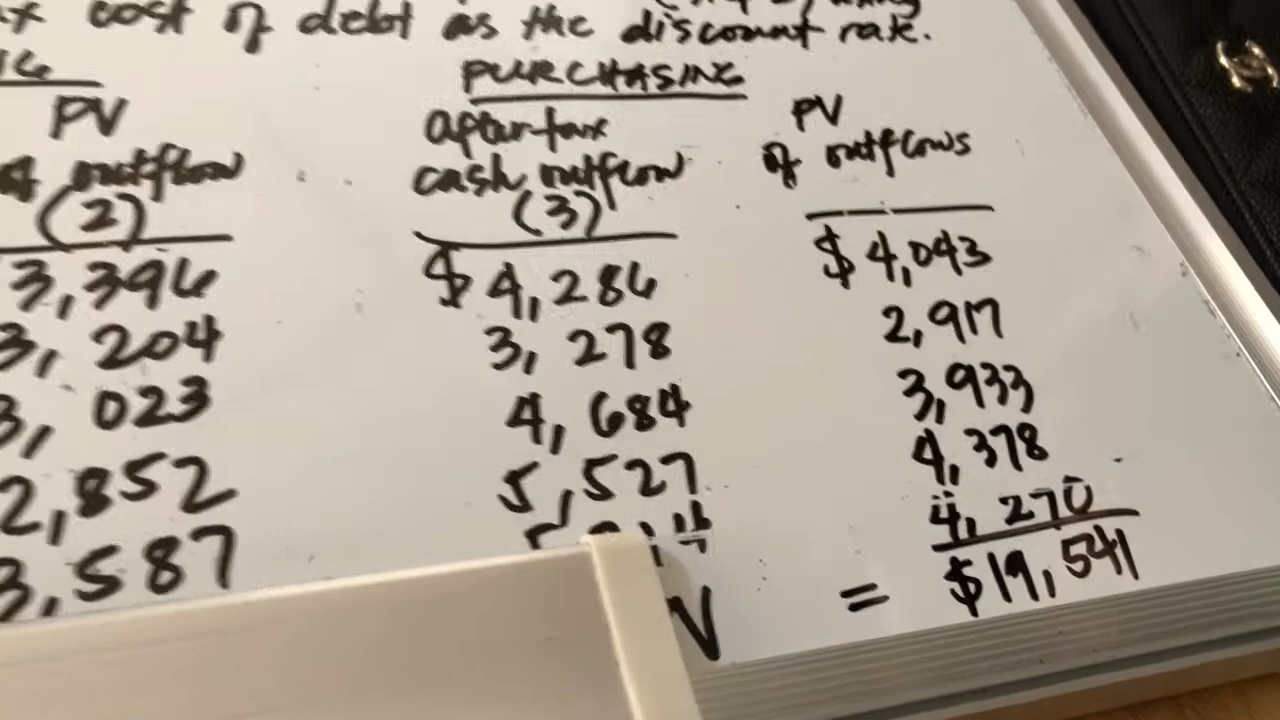 cost of debt as the discount rate.
PURCHASING
PV
after-tax
PV
outflow
cash outflow
of outflows
(2)
(3)
3,396
$ 4,286
$ 4,043
3,204
3,278
2,917
3,023
4,684
3,933
2,852
5,527
4,378
3,587
4,270
V = $19,541